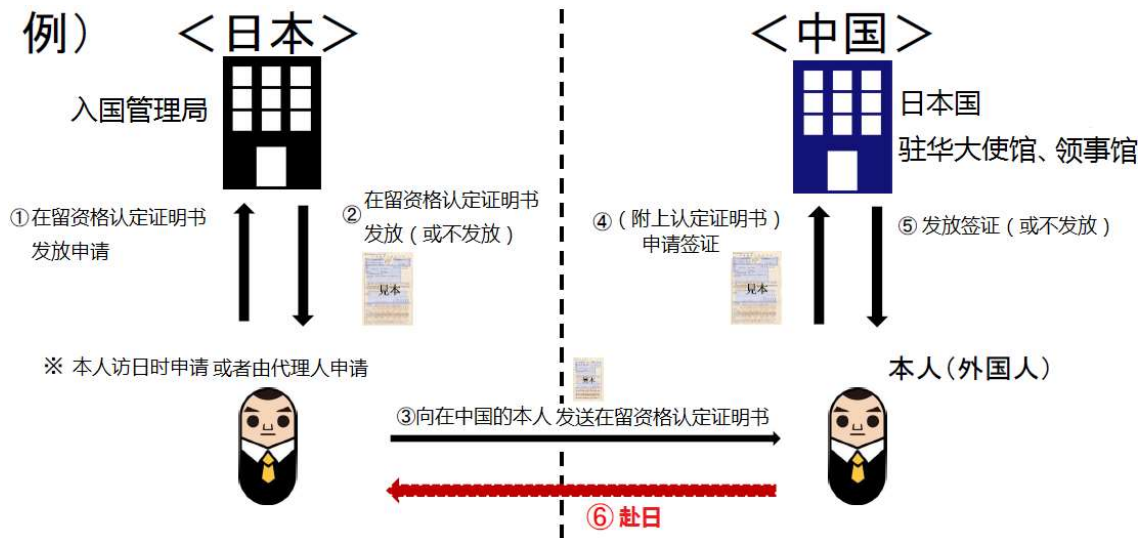 例） ＜日本＞
＜中国＞
入国管理局
日本国
驻华大使馆、领事馆
①在留资格认定证明书
发放申请
②在留资格认定证明书
发放（或不发放）
見本
④（附上认定证明书）
申请签证
見本
⑤发放签证（或不发放）
※ 本人访日时申请或者由代理人申请
本人（外国人）
見本
③向在中国的本人 发送在留资格认定证明书
⑥ 赴日